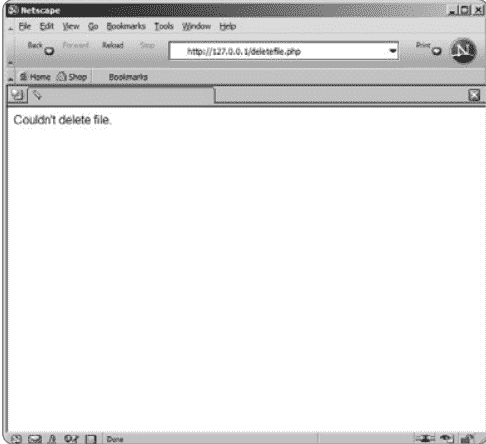 Netscape
File Edit View Go Bookmarks Tools Window Help
Back Forward Reload Stop http://127.0.0.1/deletefile.php Print N
Home Shop Bookmarks
Couldn't delete file.
Done